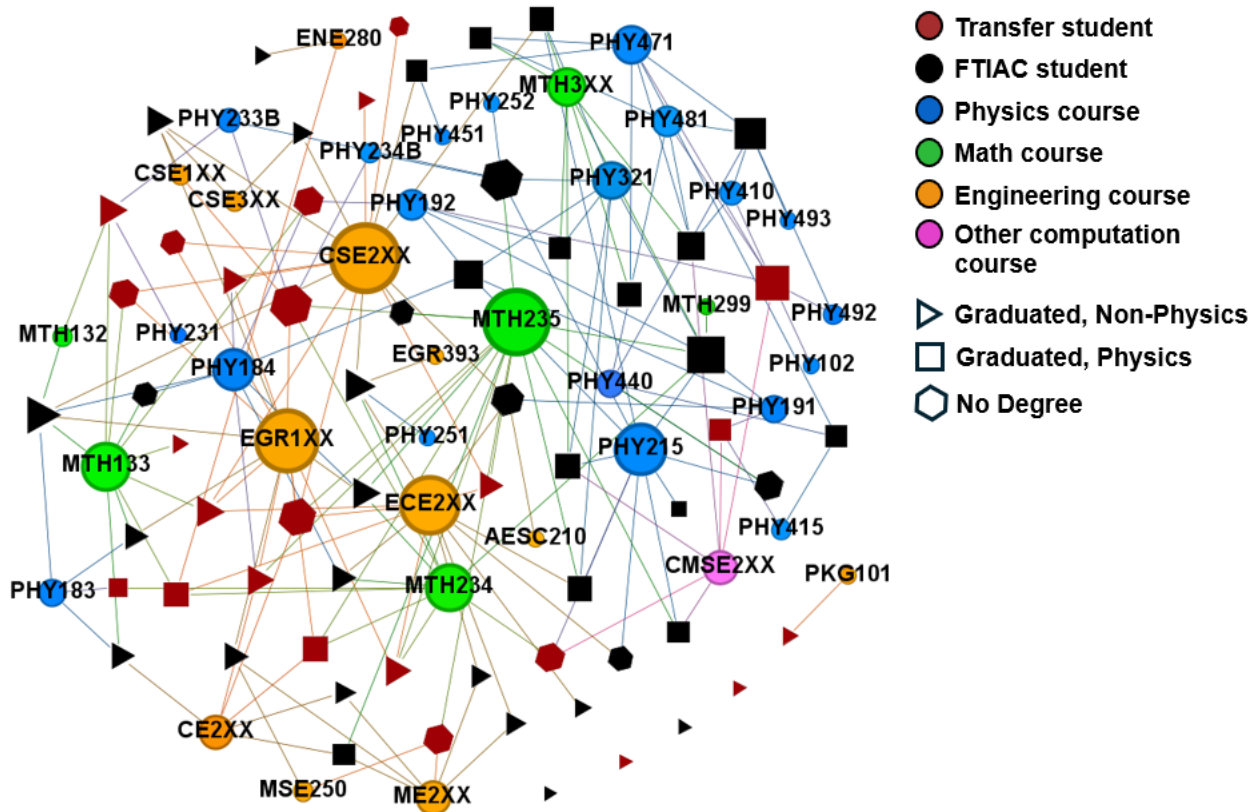 ENE280
PHY471
MTH3XX
PHY252
PHY233B
PHY451
PHY481
PHY234B
CSE1XX
PHY321
CSE3XX
PHY192
PHY410
PHY493
CSE2XX
MTH299
PHY492
MTH235
MTH132
PHY231
EGR393
PHY184
PHY102
PHY440
PHY191
EGR1XX
PHY251
PHY215
MTH133
ECE2XX
AESC210
PHY415
CMSE2XX
PKG101
MTH234
PHY183
CE2XX
MSE250
ME2XX
Transfer student
FTIAC student
Physics course
Math course
Engineering course
Other computation
course
Graduated, Non-Physics
Graduated, Physics
No Degree